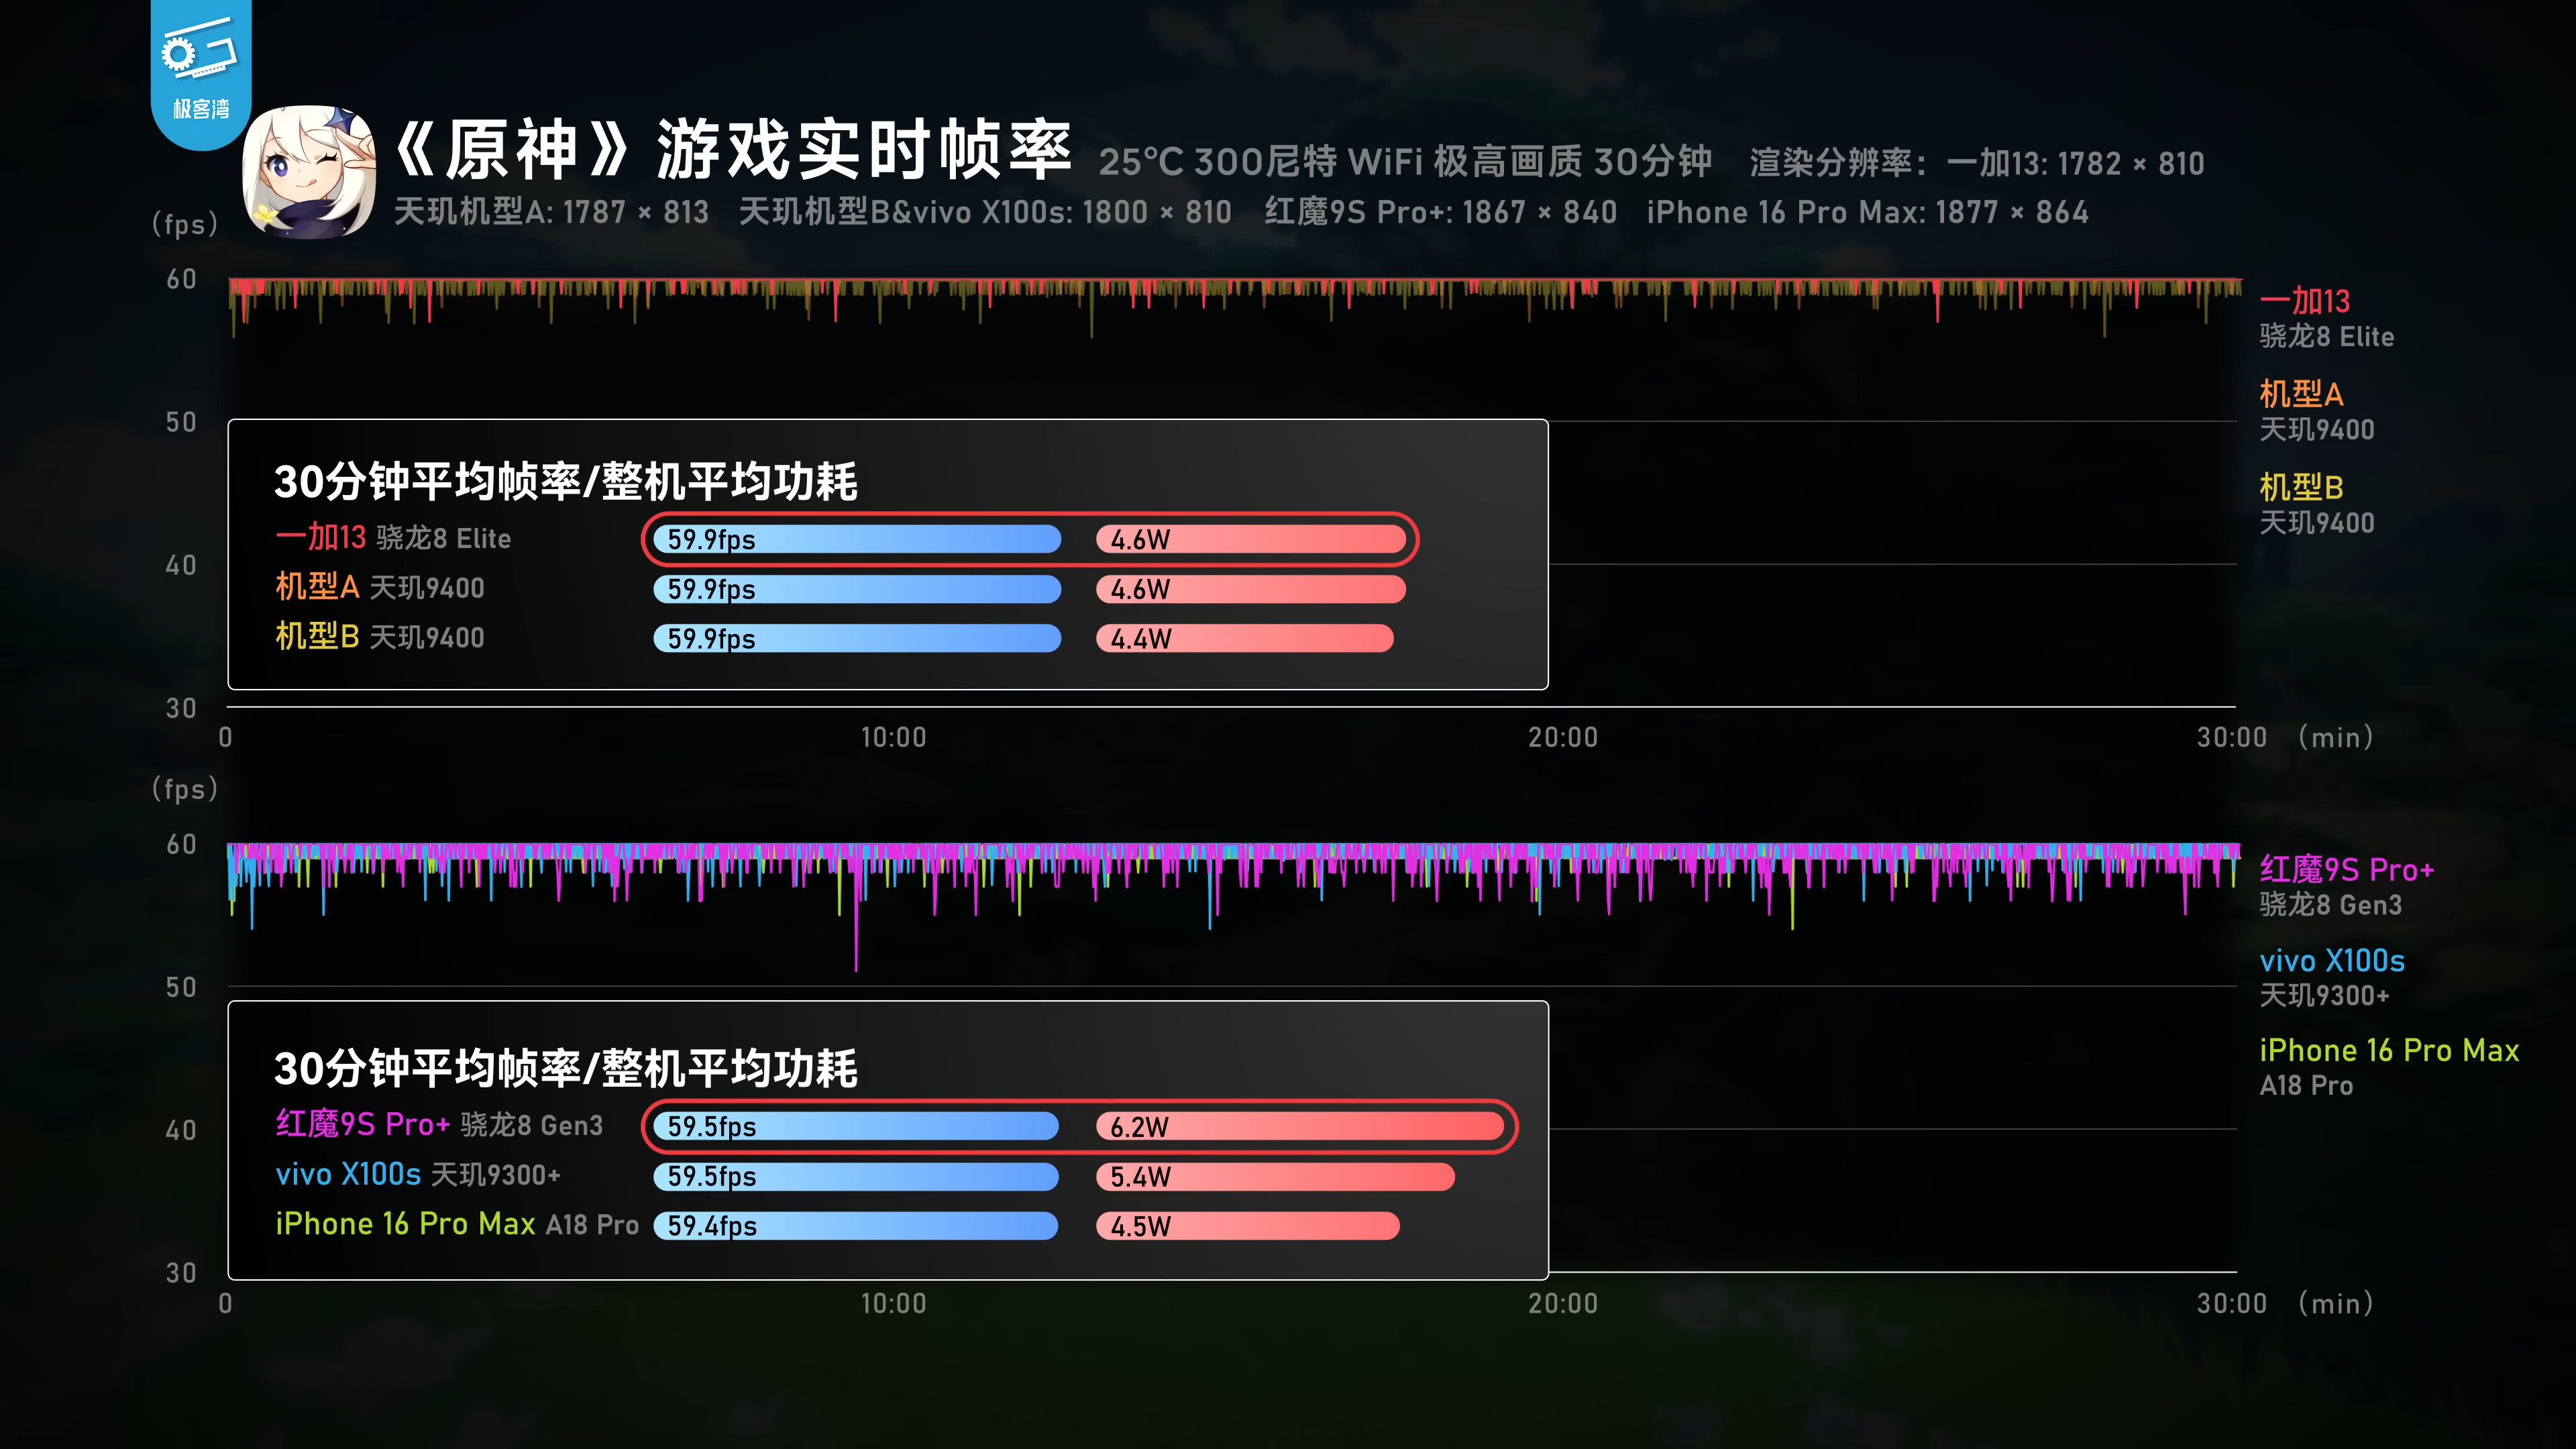 极客湾
《原神》游戏实时帧率 25℃ 300尼特 WiFi 极高画质 30分钟 渲染分辨率：一加13: 1782 × 810
天玑机型A: 1787 × 813 天玑机型B&vivo X100s: 1800 × 810 红魔9S Pro+: 1867 × 840 iPhone 16 Pro Max: 1877 × 864
(fps)
60
50
40
30
一加13
骁龙8 Elite
机型A
天玑9400
机型B
天玑9400
30分钟平均帧率/整机平均功耗
一加13 骁龙8 Elite 59.9fps 4.6W
机型A 天玑9400 59.9fps 4.6W
机型B 天玑9400 59.9fps 4.4W
0 10:00 20:00 30:00 (min)
(fps)
60
50
40
30
红魔9S Pro+
骁龙8 Gen3
vivo X100s
天玑9300+
iPhone 16 Pro Max
A18 Pro
30分钟平均帧率/整机平均功耗
红魔9S Pro+ 骁龙8 Gen3 59.5fps 6.2W
vivo X100s 天玑9300+ 59.5fps 5.4W
iPhone 16 Pro Max A18 Pro 59.4fps 4.5W
0 10:00 20:00 30:00 (min)